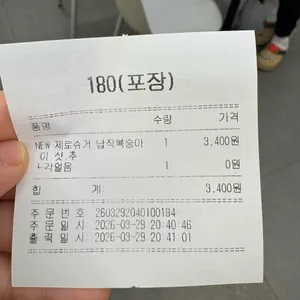 180(포장)
품명 수량 가격
NEW 제로슈거 납작복숭아 1 3,400원
이 샷 추
각얼음 1 0원
합 계: 3,400원
주 문 번 호 2603292040100184
주 문 일 시: 2026-03-29 20:40:46
출 력 일 시: 2026-03-29 20:41:01